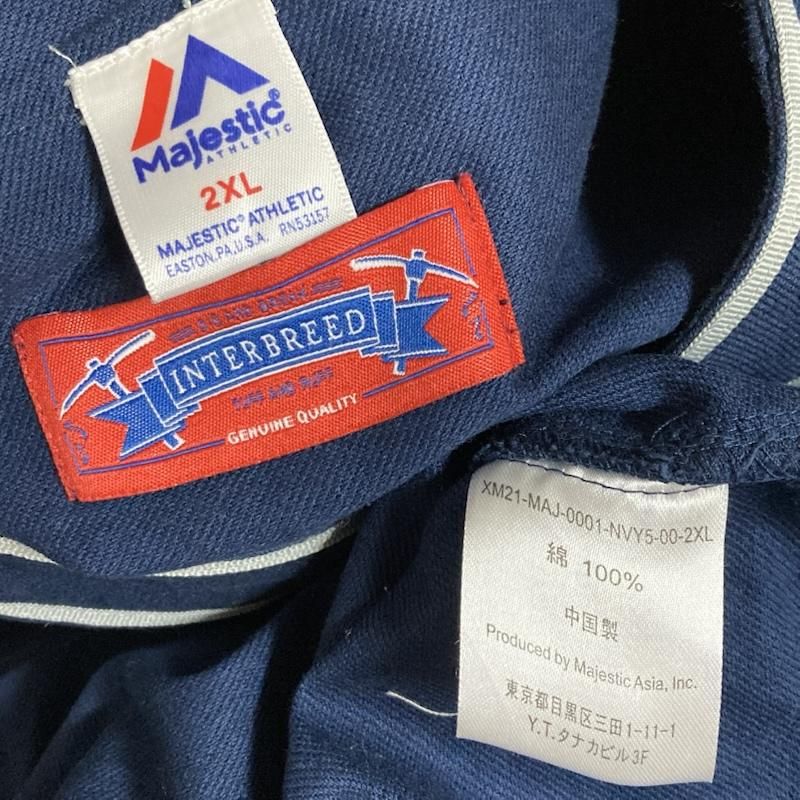 Majestic®
ATHLETIC
2XL
MAJESTIC® ATHLETIC
EASTON,PA,U.S.A. RN53157
INTERBREED
GENUINE QUALITY
XM21-MAJ-0001-NVY5-00-2XL
綿 100%
中国製
Produced by Majestic Asia, Inc.
東京都目黒区三田1-11-1
Y.T.タナカビル3F